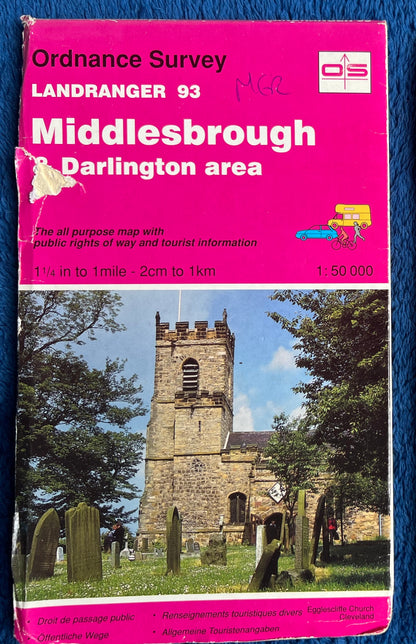 Ordnance Survey
OS
MGR
LANDRANGER 93
Middlesbrough
& Darlington area
The all purpose map with
public rights of way and tourist information
1 1/4 in to 1mile - 2cm to 1km
1:50 000
• Droit de passage public
• Renseignements touristiques divers
Egglescliffe Church
Cleveland
Öffentliche Wege
• Allgemeine Touristenangaben